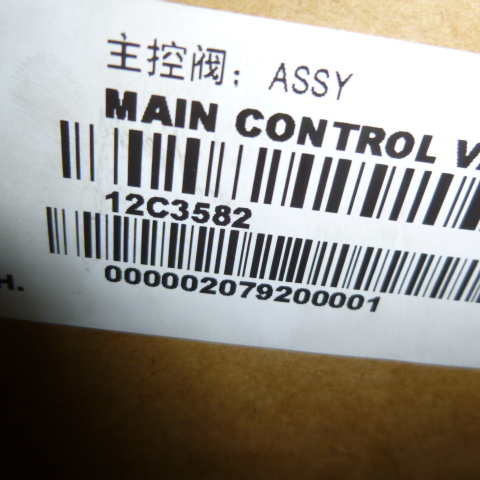 主控阀; ASSY
MAIN CONTROL
12C3582
000002079200001
H.